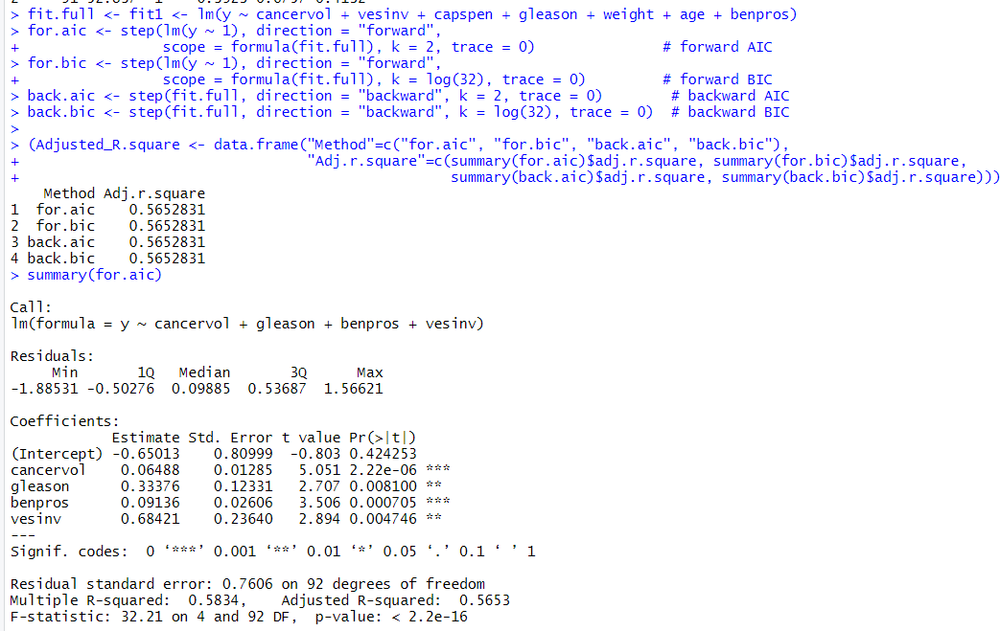 > fit.full <- fit1 <- lm(y ~ cancervol + vesinv + capspen + gleason + weight + age + benpros)
> for.aic <- step(lm(y ~ 1), direction = "forward",
+                 scope = formula(fit.full), k = 2, trace = 0)              # forward AIC
> for.bic <- step(lm(y ~ 1), direction = "forward",
+                 scope = formula(fit.full), k = log(32), trace = 0)        # forward BIC
> back.aic <- step(fit.full, direction = "backward", k = 2, trace = 0)       # backward AIC
> back.bic <- step(fit.full, direction = "backward", k = log(32), trace = 0) # backward BIC
>
> (Adjusted_R.square <- data.frame("Method"=c("for.aic", "for.bic", "back.aic", "back.bic"),
+                                 "Adj.r.square"=c(summary(for.aic)$adj.r.square, summary(for.bic)$adj.r.square,
+                                                  summary(back.aic)$adj.r.square, summary(back.bic)$adj.r.square)))
    Method Adj.r.square
1  for.aic    0.5652831
2  for.bic    0.5652831
3 back.aic    0.5652831
4 back.bic    0.5652831
> summary(for.aic)

Call:
lm(formula = y ~ cancervol + gleason + benpros + vesinv)

Residuals:
     Min       1Q   Median       3Q      Max
-1.88531 -0.50276  0.09885  0.53687  1.56621

Coefficients:
            Estimate Std. Error t value Pr(>|t|)
(Intercept) -0.65013    0.80999  -0.803 0.424253
cancervol    0.06488    0.01285   5.051 2.22e-06 ***
gleason      0.33376    0.12331   2.707 0.008100 **
benpros      0.09136    0.02606   3.506 0.000705 ***
vesinv       0.68421    0.23640   2.894 0.004746 **
---
Signif. codes:  0 ‘***’ 0.001 ‘**’ 0.01 ‘*’ 0.05 ‘.’ 0.1 ‘ ’ 1

Residual standard error: 0.7606 on 92 degrees of freedom
Multiple R-squared:  0.5834,    Adjusted R-squared:  0.5653
F-statistic: 32.21 on 4 and 92 DF,  p-value: < 2.2e-16